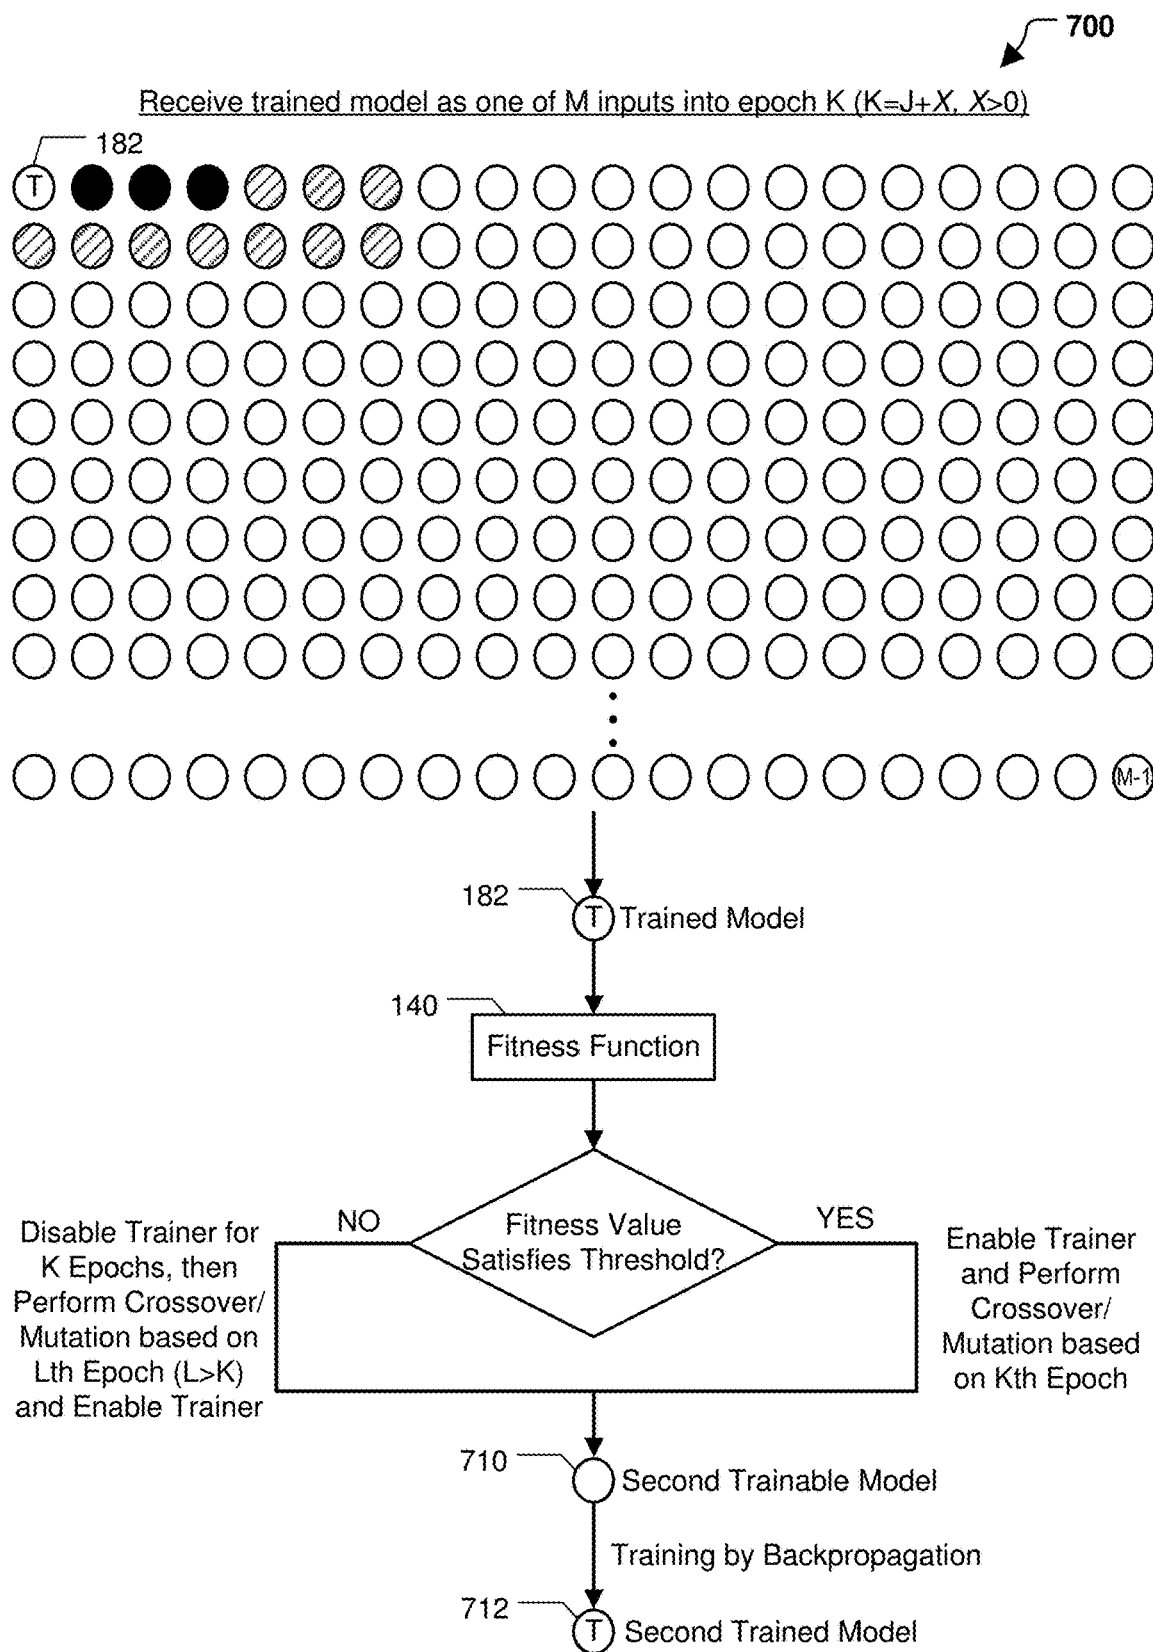 700
Receive trained model as one of M inputs into epoch K (K=J+X, X>0)
182
T
M-1
182
T Trained Model
140
Fitness Function
Fitness Value
Satisfies Threshold?
NO
YES
Disable Trainer for
K Epochs, then
Perform Crossover/
Mutation based on
Lth Epoch (L>K)
and Enable Trainer
Enable Trainer
and Perform
Crossover/
Mutation based
on Kth Epoch
710
Second Trainable Model
Training by Backpropagation
712
T Second Trained Model